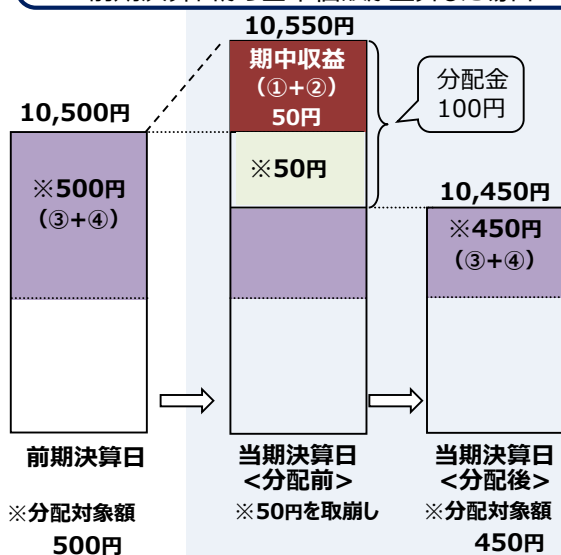 10,550円
期中収益
(①+②)
50円
分配金
100円
10,500円
※500円
(③+④)
※50円
10,450円
※450円
(③+④)
前期決算日
当期決算日
<分配前>
当期決算日
<分配後>
※分配対象額
500円
※50円を取崩し
※分配対象額
450円